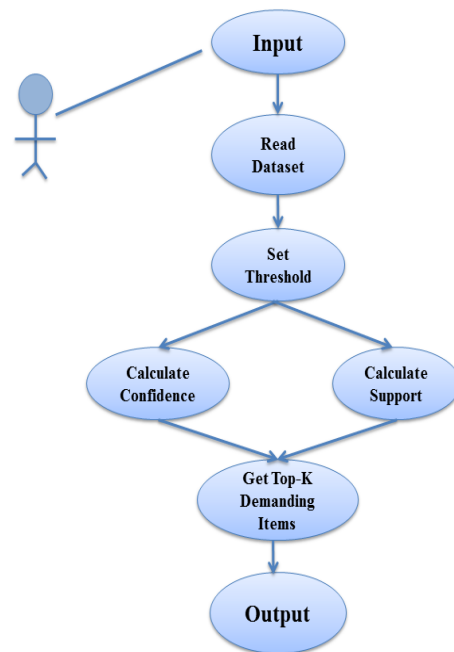 Input
Read
Dataset
Set
Threshold
Calculate
Confidence
Calculate
Support
Get Top-K
Demanding
Items
Output